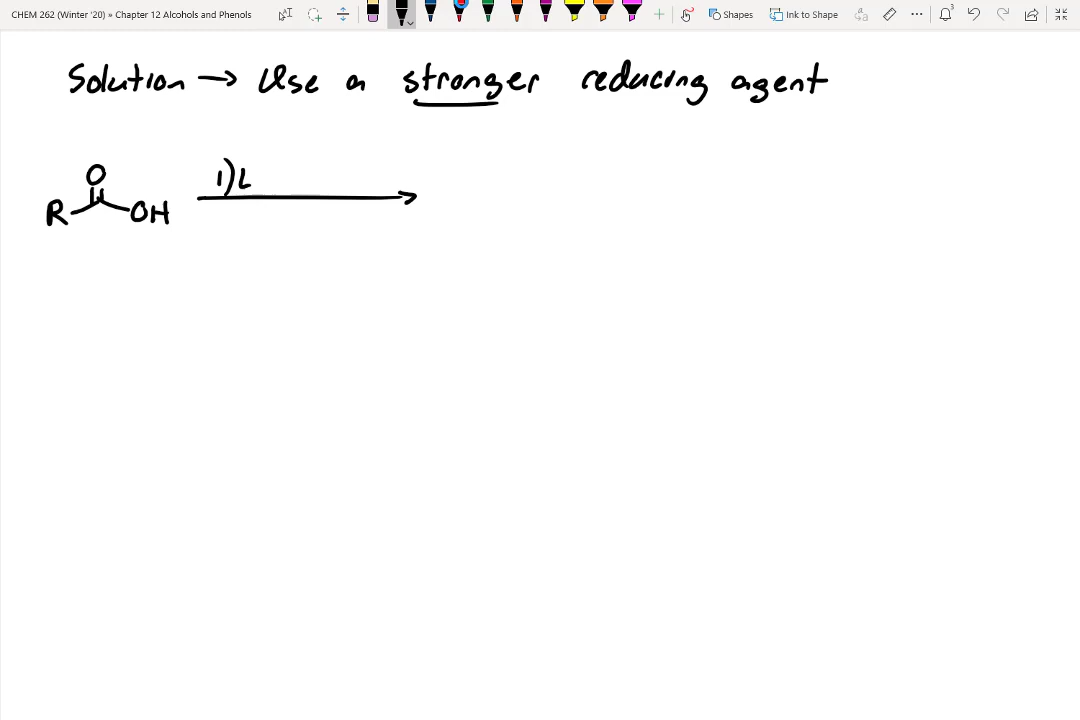 CHEM 262 (Winter '20) » Chapter 12 Alcohols and Phenols
Shapes
Ink to Shape
3
Solution → Use a stronger reducing agent
O
1) L
R
OH